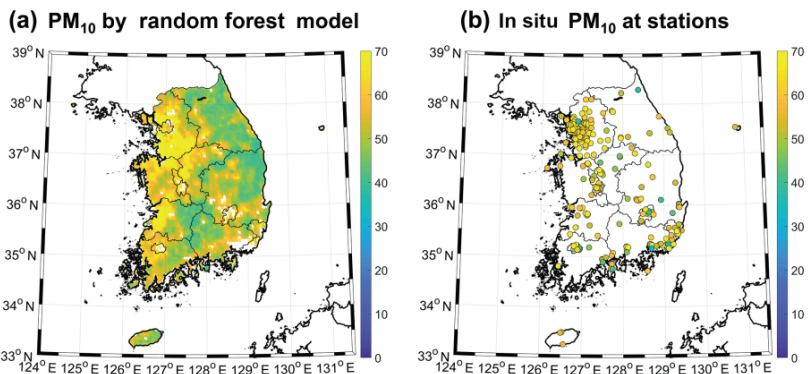 (a) PM10 by random forest model
39° N
38° N
37° N
36° N
35° N
34° N
33° N
124° E 125° E 126° E 127° E 128° E 129° E 130° E 131° E
70
60
50
40
30
20
10
0
(b) In situ PM10 at stations
39° N
38° N
37° N
36° N
35° N
34° N
33° N
124° E 125° E 126° E 127° E 128° E 129° E 130° E 131° E
70
60
50
40
30
20
10
0